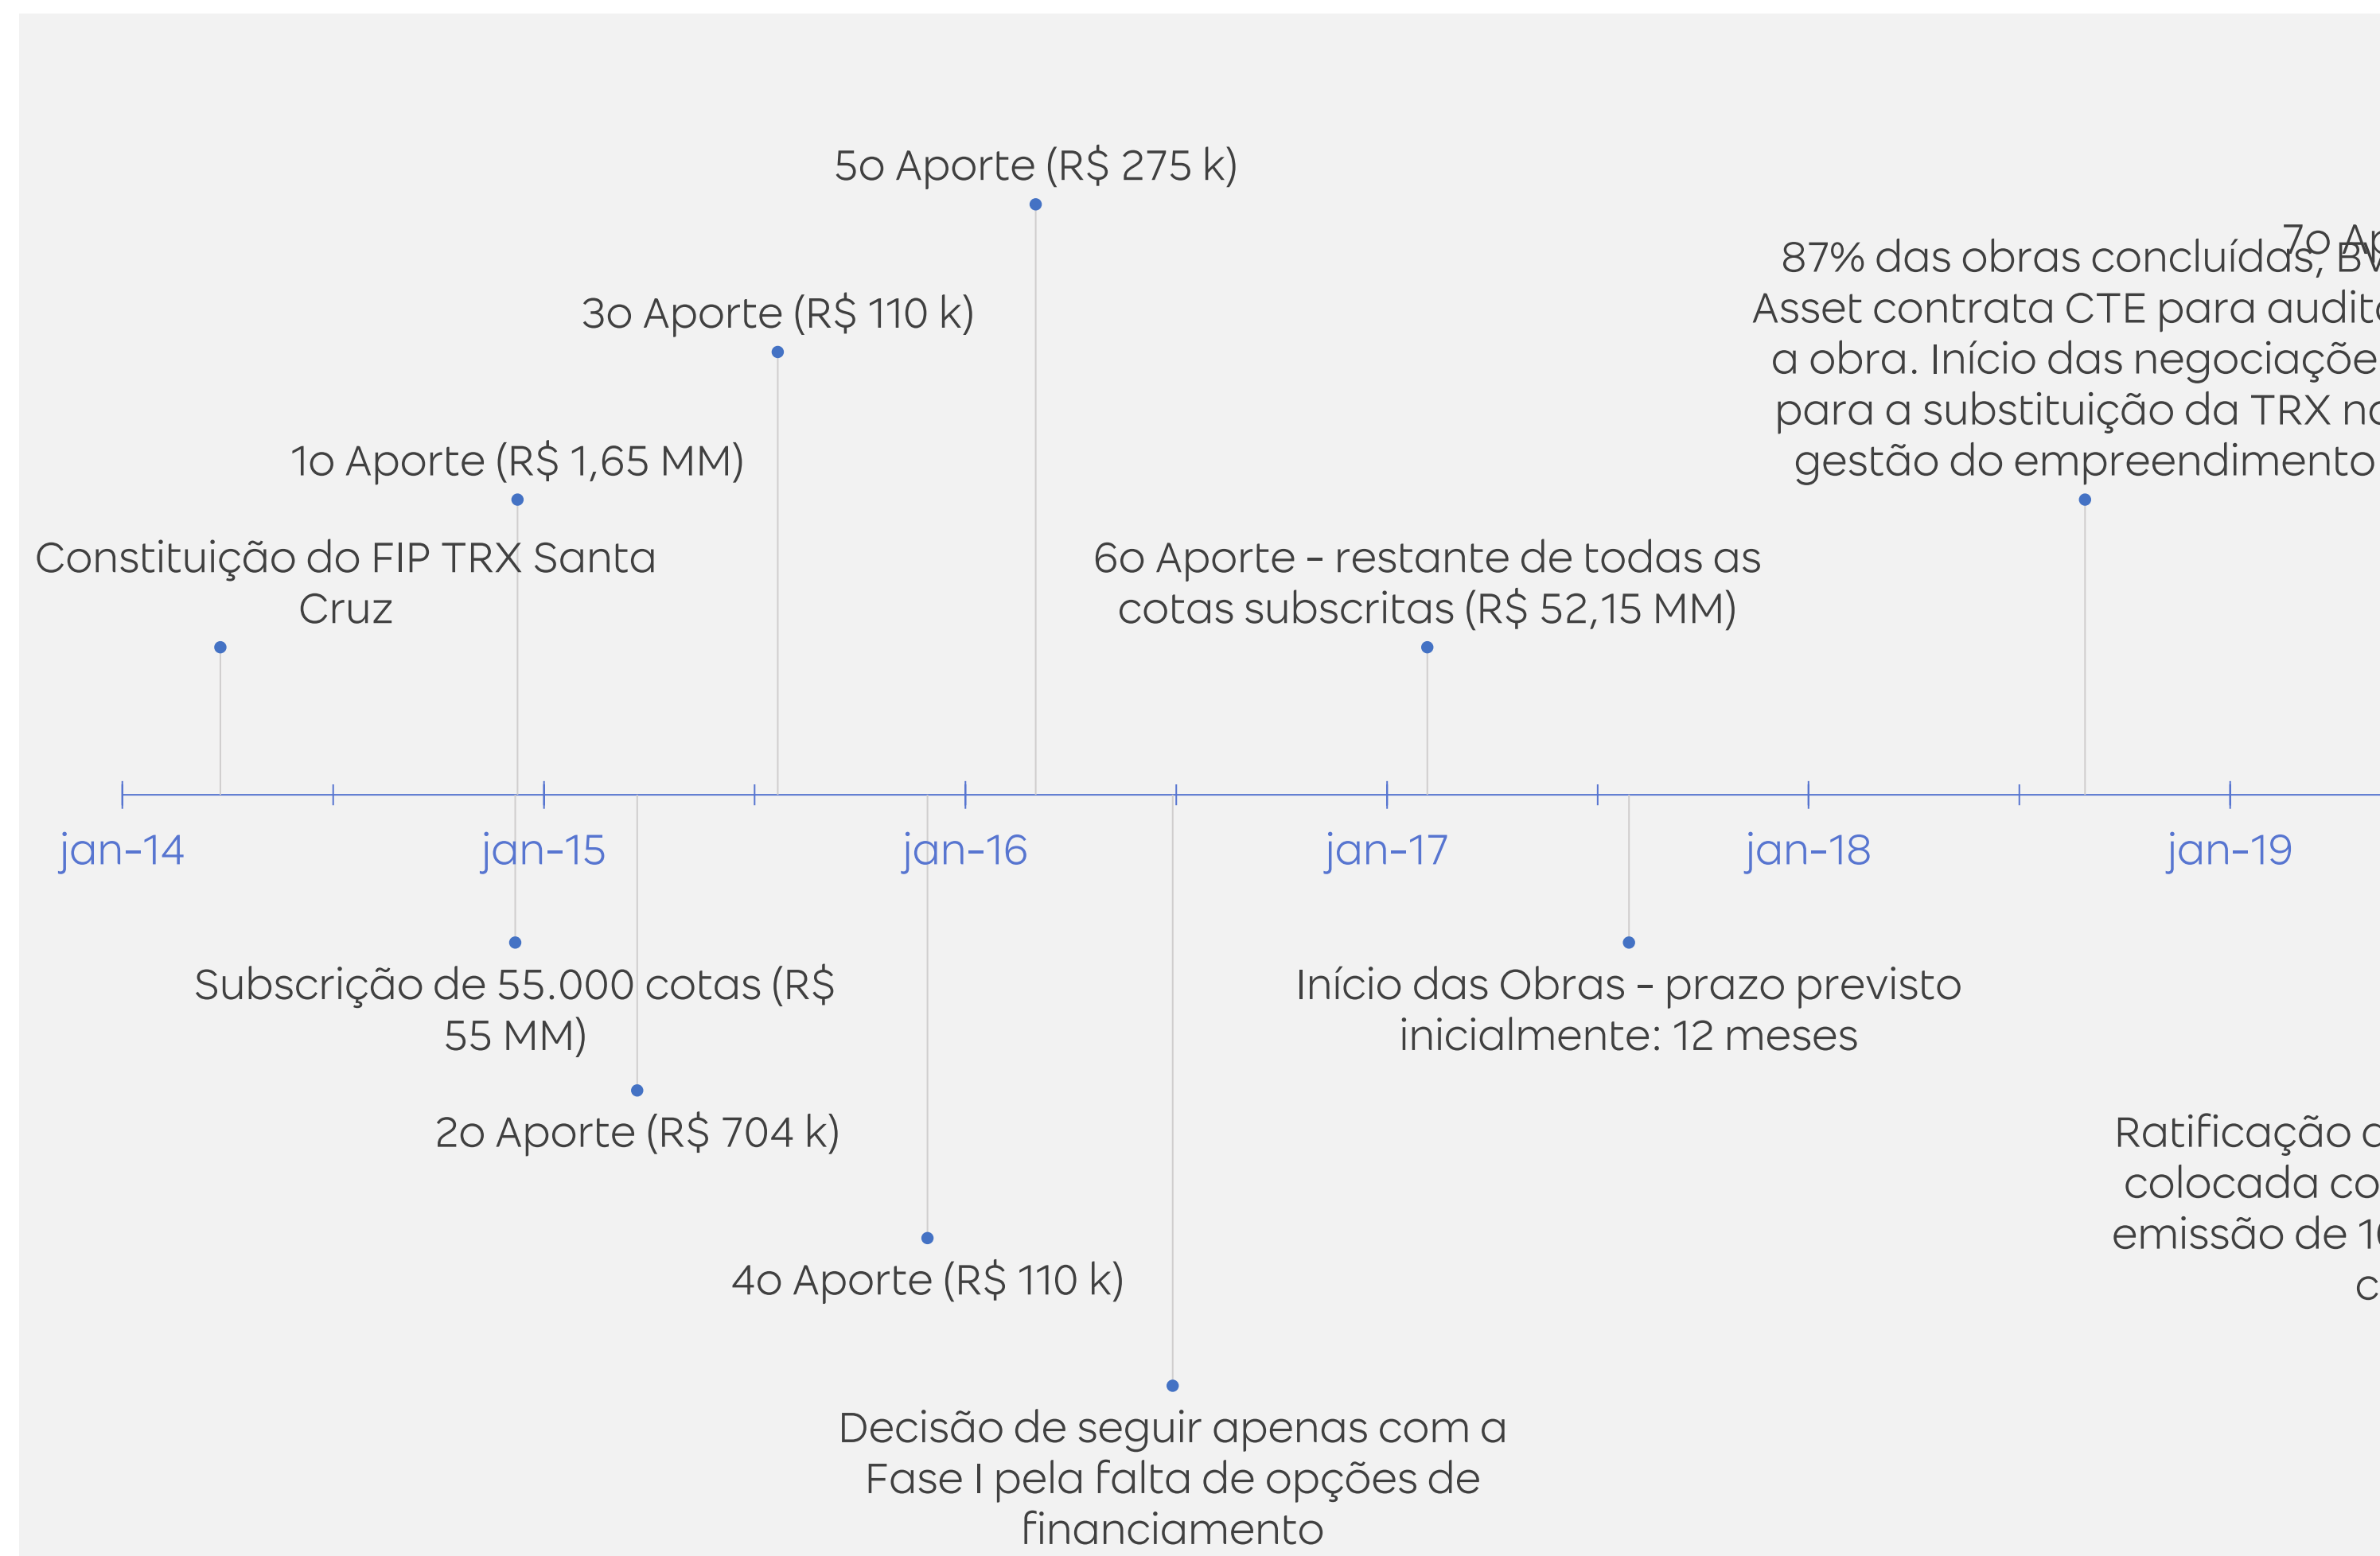 5o Aporte (R$ 275 k)
7o
87% das obras concluídas,
3o Aporte (R$ 110 k)
Asset contrata CTE para
a obra. Início das
para a substituição da TRX
1o Aporte (R$ 1,65 MM)
gestão do empreendimento
Constituição do FIP TRX Santa
Cruz
6o Aporte - restante de todas as
cotas subscritas (R$ 52,15 MM)
jan-14
jan-15
jan-16
jan-17
jan-18
jan-19
Subscrição de 55.000 cotas (R$
55 MM)
Início das Obras - prazo previsto
inicialmente: 12 meses
2o Aporte (R$ 704 k)
Ratificação
colocada
emissão de
4o Aporte (R$ 110 k)
Decisão de seguir apenas com a
Fase I pela falta de opções de
financiamento